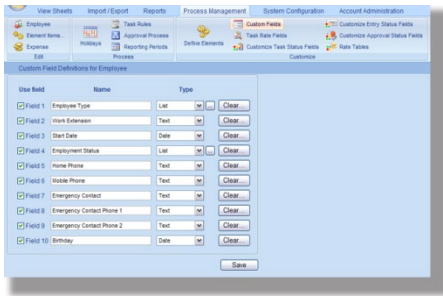 View Sheets Import / Export Reports Process Management System Configuration Account Administration
Employee Task Rules Custom Fields Customize Entry Status Fields
Element Items... Holidays Approval Process Define Elements Task Rate Fields Customize Approval Status Fields
Expense Reporting Periods Customize Task Status Fields Rate Tables
Edit Process Customize
Custom Field Definitions for Employee
Use field Name Type
Field 1 Employee Type List ... Clear...
Field 2 Work Extension Text Clear...
Field 3 Start Date Date Clear...
Field 4 Employment Status List ... Clear...
Field 5 Home Phone Text Clear...
Field 6 Mobile Phone Text Clear...
Field 7 Emergency Contact Text Clear...
Field 8 Emergency Contact Phone 1 Text Clear...
Field 9 Emergency Contact Phone 2 Text Clear...
Field 10 Birthday Date Clear...
Save